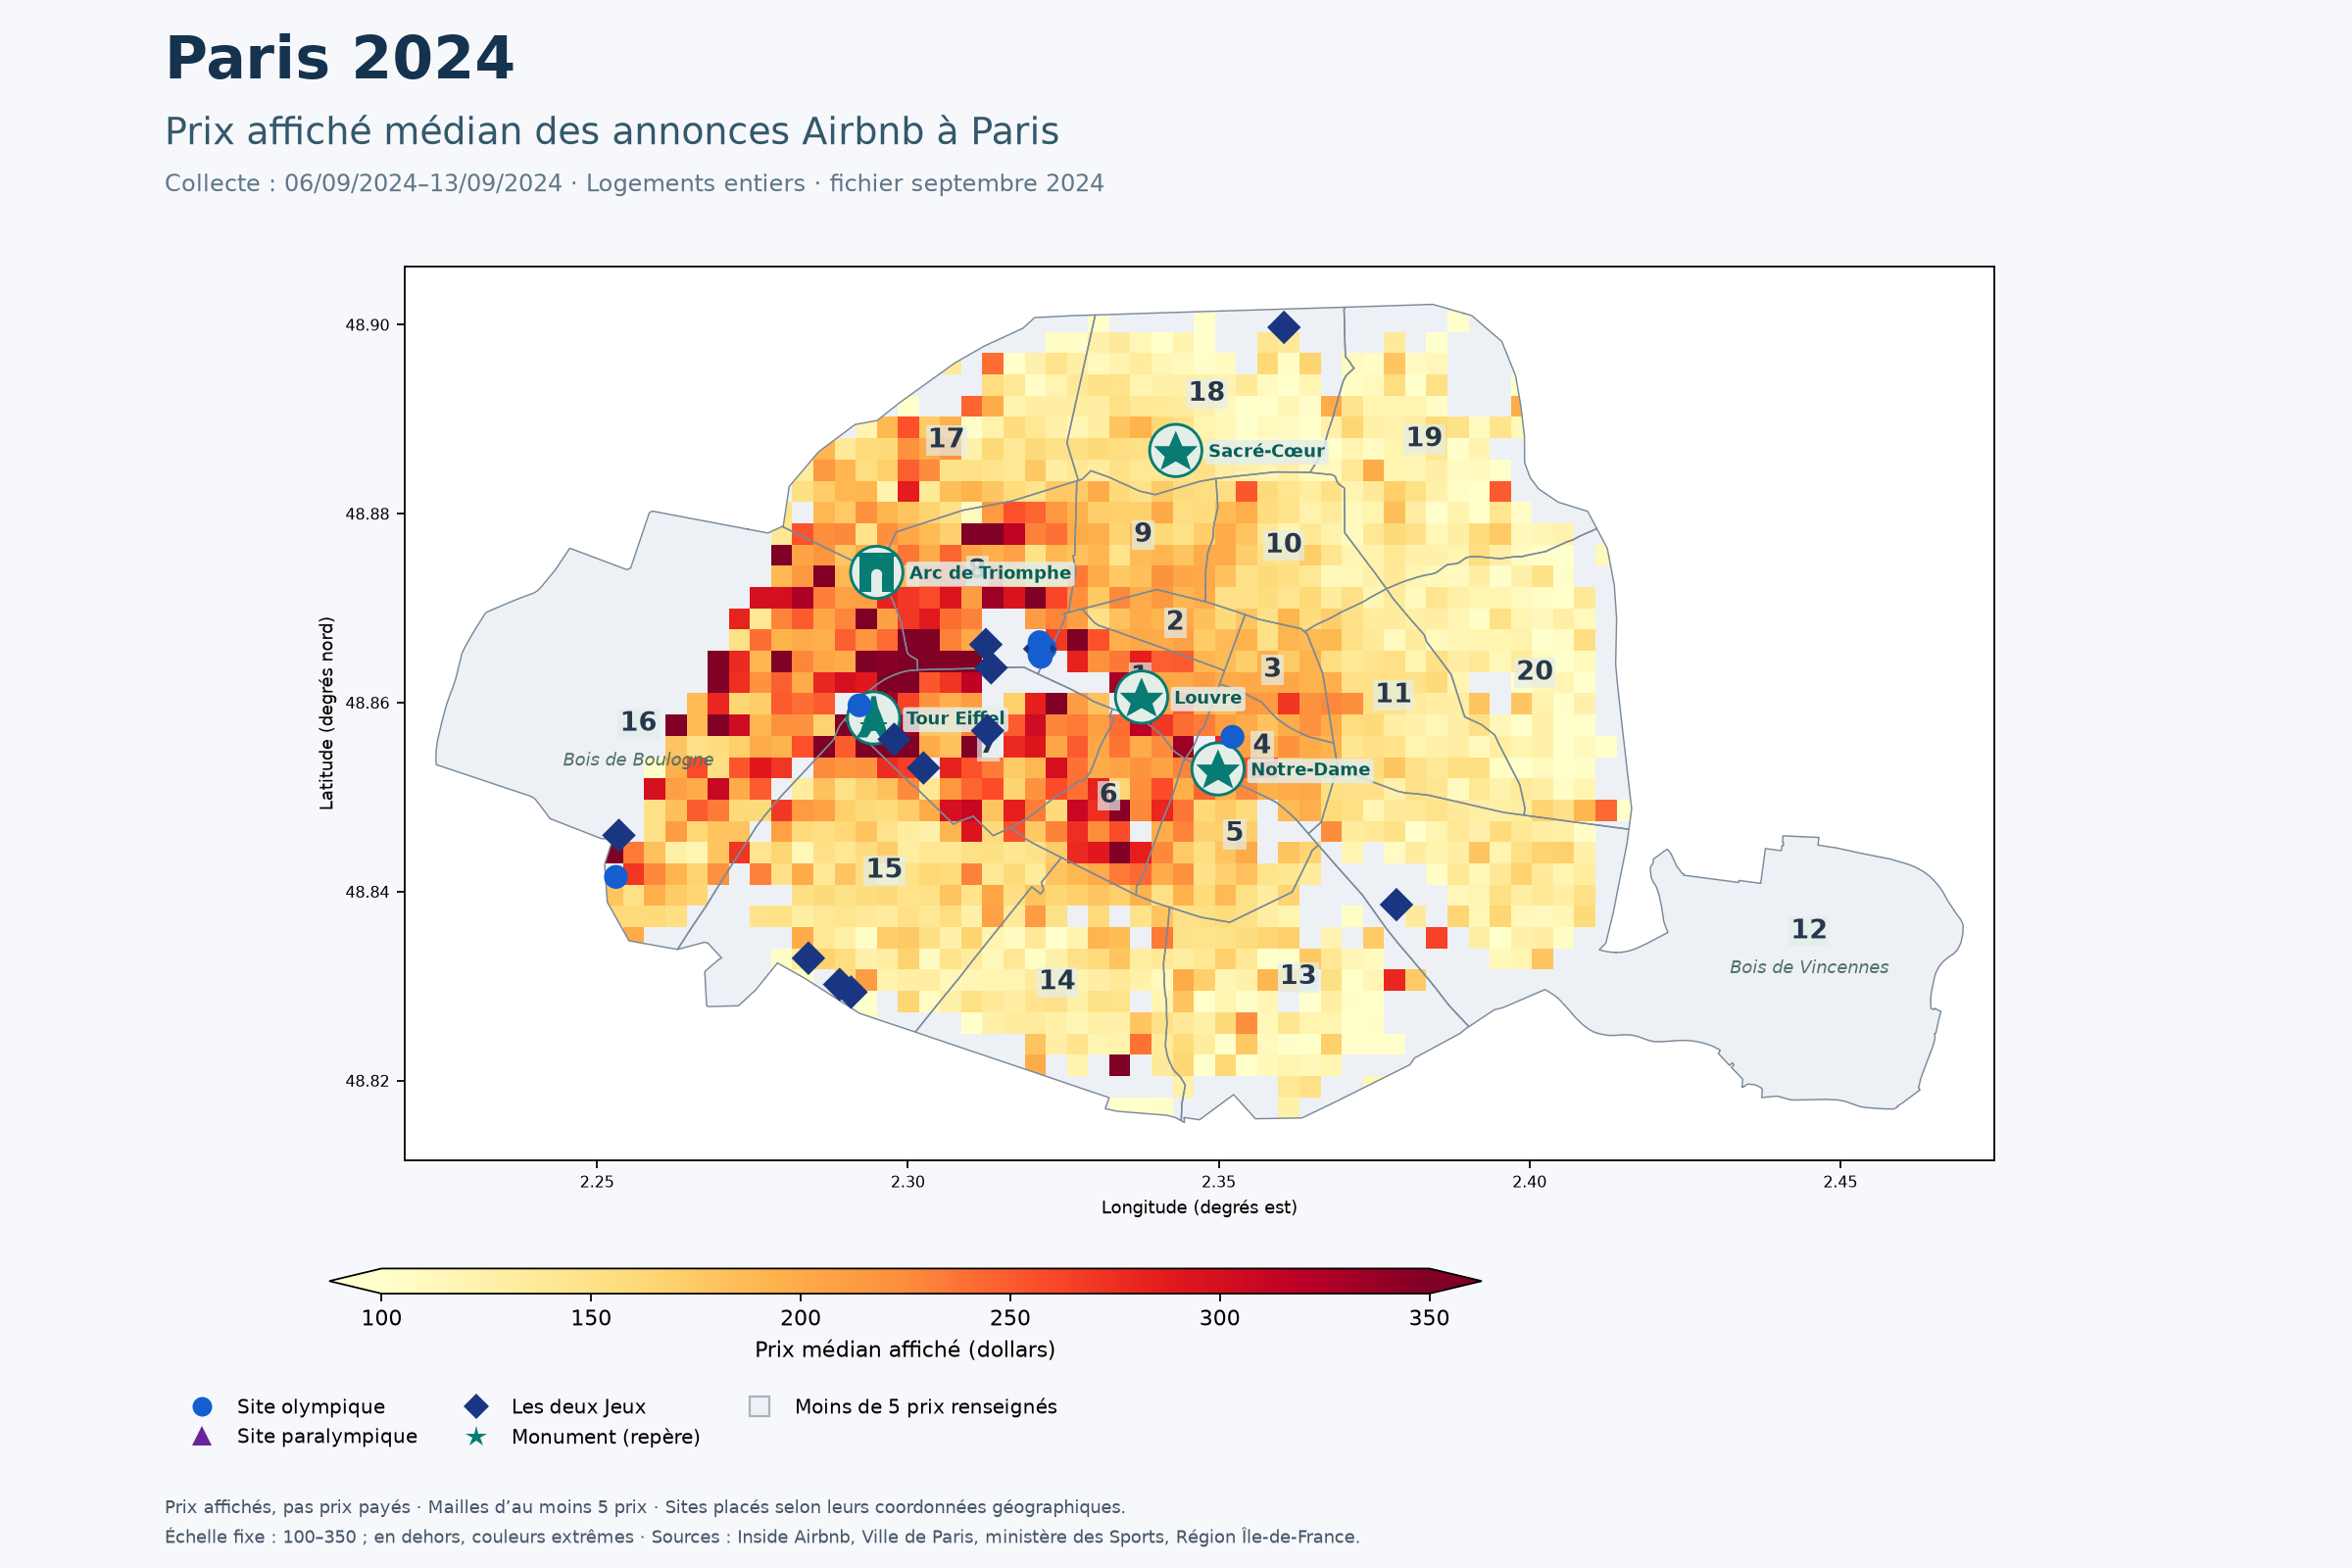 Paris 2024
Prix affiché médian des annonces Airbnb à Paris
Collecte : 06/09/2024–13/09/2024 · Logements entiers · fichier septembre 2024
Latitude (degrés nord)
48.90
48.88
48.86
48.84
48.82
18
17
19
Sacré-Cœur
9
10
8
Arc de Triomphe
2
3
20
1
11
Louvre
16
Tour Eiffel
7
4
Bois de Boulogne
Notre-Dame
6
5
15
12
Bois de Vincennes
14
13
2.25
2.30
2.35
2.40
2.45
Longitude (degrés est)
100
150
200
250
300
350
Prix médian affiché (dollars)
Site olympique
Les deux Jeux
Moins de 5 prix renseignés
Site paralympique
Monument (repère)
Prix affichés, pas prix payés · Mailles d’au moins 5 prix · Sites placés selon leurs coordonnées géographiques.
Échelle fixe : 100–350 ; en dehors, couleurs extrêmes · Sources : Inside Airbnb, Ville de Paris, ministère des Sports, Région Île-de-France.